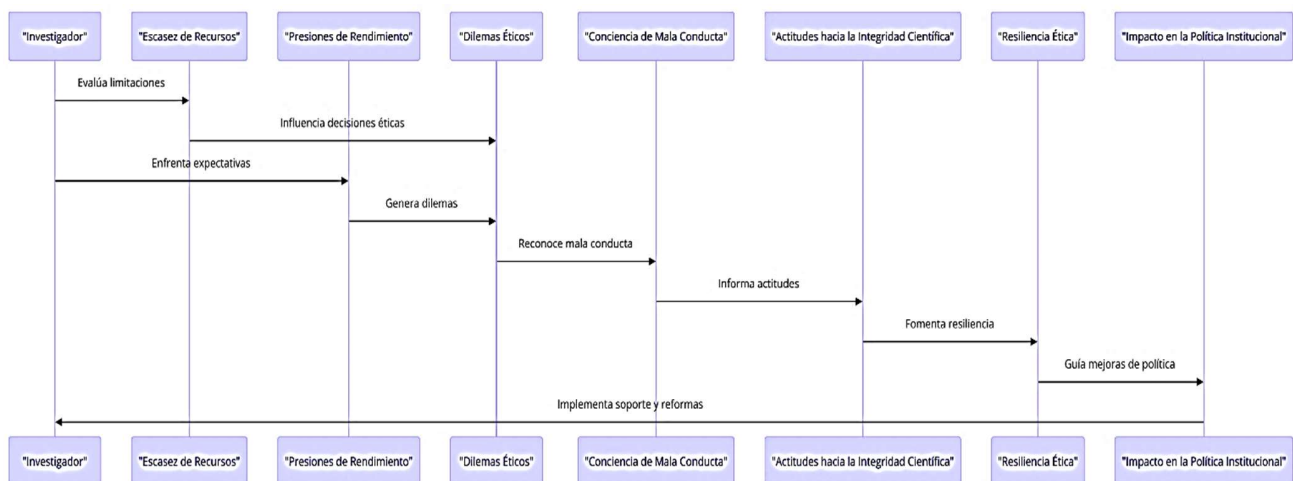 "Investigador"
"Escasez de Recursos"
"Presiones de Rendimiento"
"Dilemas Éticos"
"Conciencia de Mala Conducta"
"Actitudes hacia la Integridad Científica"
"Resiliencia Ética"
"Impacto en la Política Institucional"
Evalúa limitaciones
Influencia decisiones éticas
Enfrenta expectativas
Genera dilemas
Reconoce mala conducta
Informa actitudes
Fomenta resiliencia
Guía mejoras de política
Implementa soporte y reformas
"Investigador"
"Escasez de Recursos"
"Presiones de Rendimiento"
"Dilemas Éticos"
"Conciencia de Mala Conducta"
"Actitudes hacia la Integridad Científica"
"Resiliencia Ética"
"Impacto en la Política Institucional"